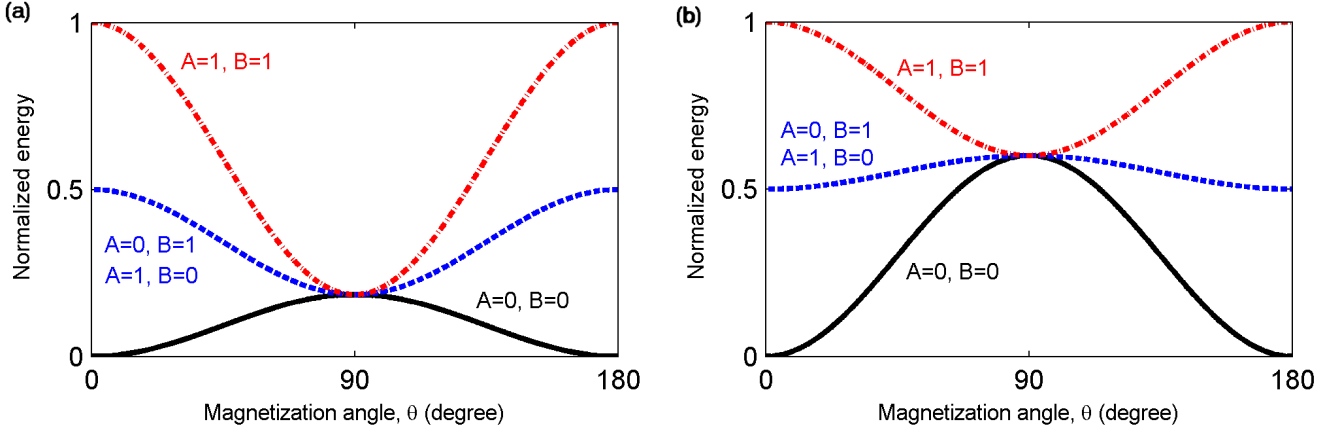 (a)
1
0.5
0
Normalized energy
A=1, B=1
A=0, B=1
A=1, B=0
A=0, B=0
0
90
180
Magnetization angle, θ (degree)
(b)
1
0.5
0
Normalized energy
A=1, B=1
A=0, B=1
A=1, B=0
A=0, B=0
0
90
180
Magnetization angle, θ (degree)